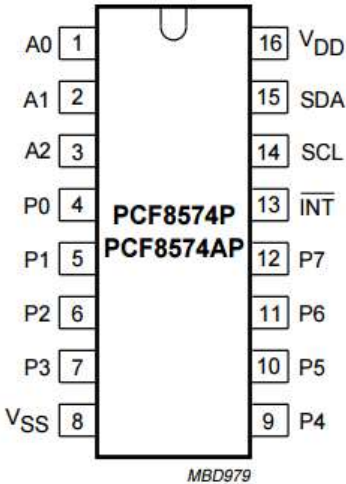 A0 1 16 VDD
A1 2 15 SDA
A2 3 14 SCL
P0 4 13 INT
PCF8574P
PCF8574AP
P1 5 12 P7
P2 6 11 P6
P3 7 10 P5
VSS 8 9 P4
MBD979